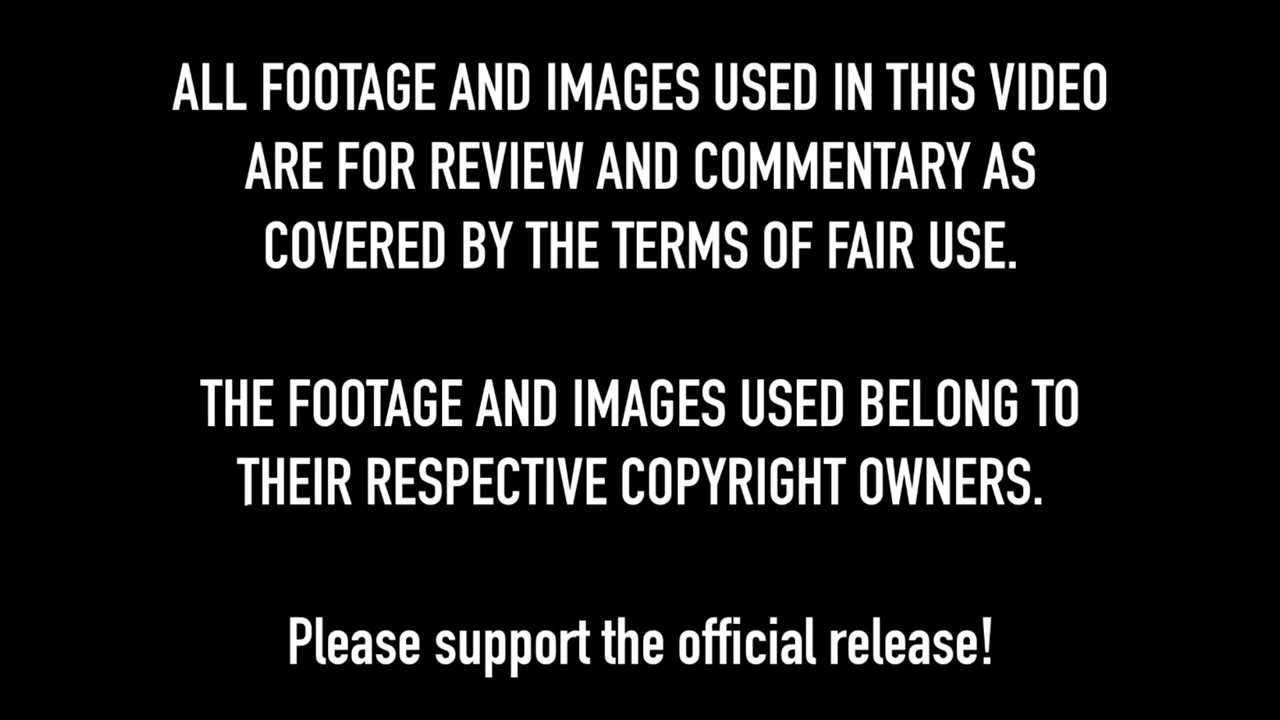 ALL FOOTAGE AND IMAGES USED IN THIS VIDEO
ARE FOR REVIEW AND COMMENTARY AS
COVERED BY THE TERMS OF FAIR USE.
THE FOOTAGE AND IMAGES USED BELONG TO
THEIR RESPECTIVE COPYRIGHT OWNERS.
Please support the official release!